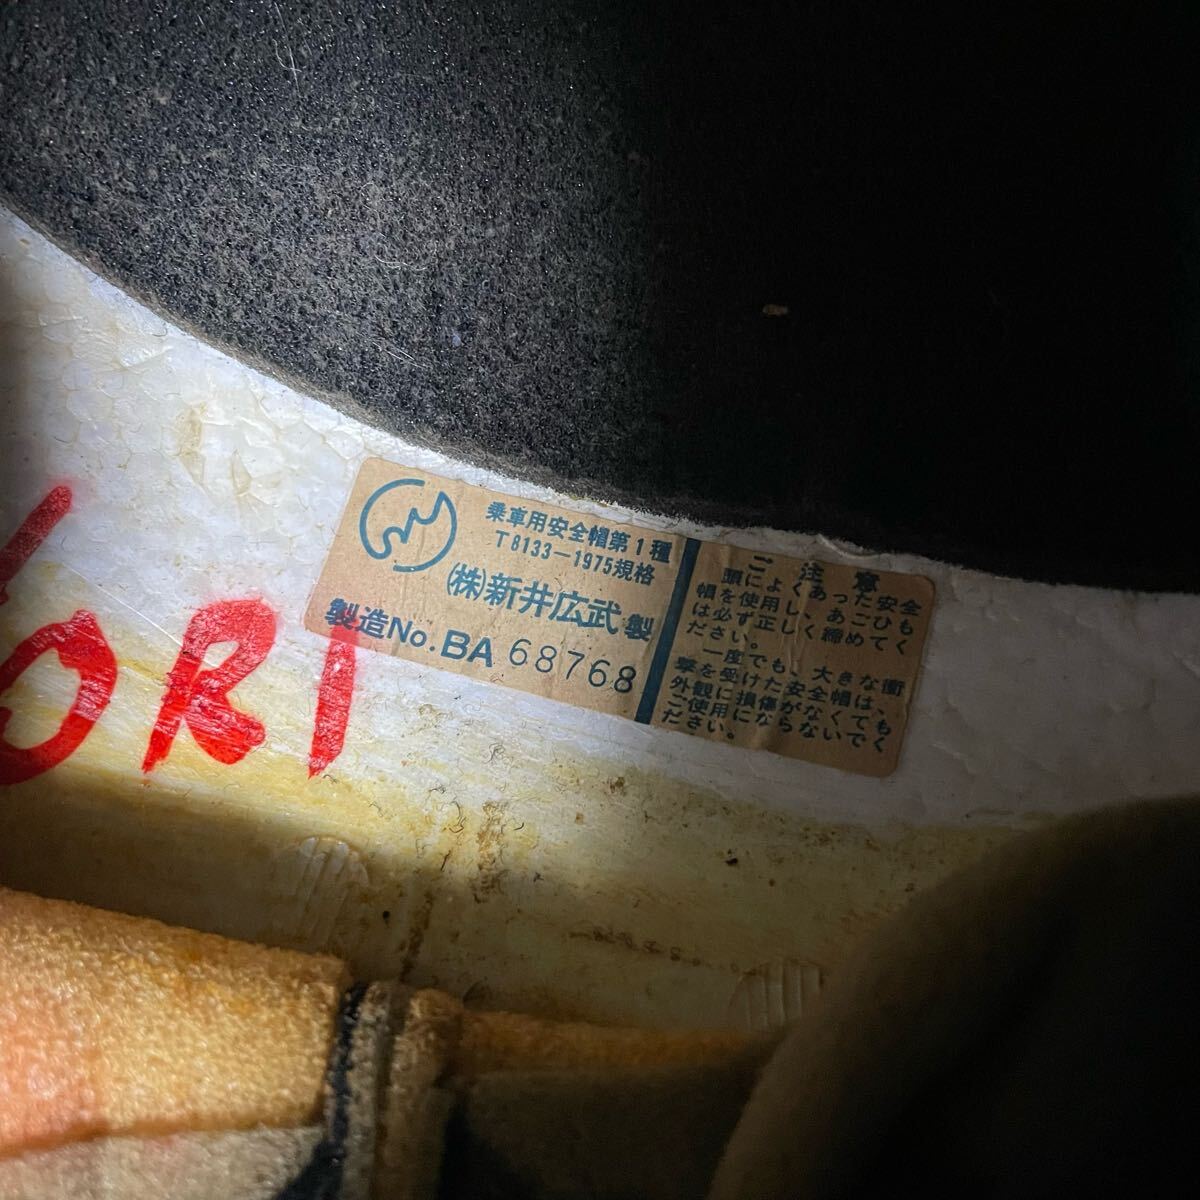 乗車用安全帽第1種
T8133-1975規格
(株)新井広武製
製造No.BA 68768
ご注意
頭によくあった安全
帽を使用し、あごひも
は必ず正しく締めてく
ださい。
一度でも、大きな衝
撃を受けた安全帽は、
外観に損傷がなくても
ご使用にならないでく
ださい。
ORI